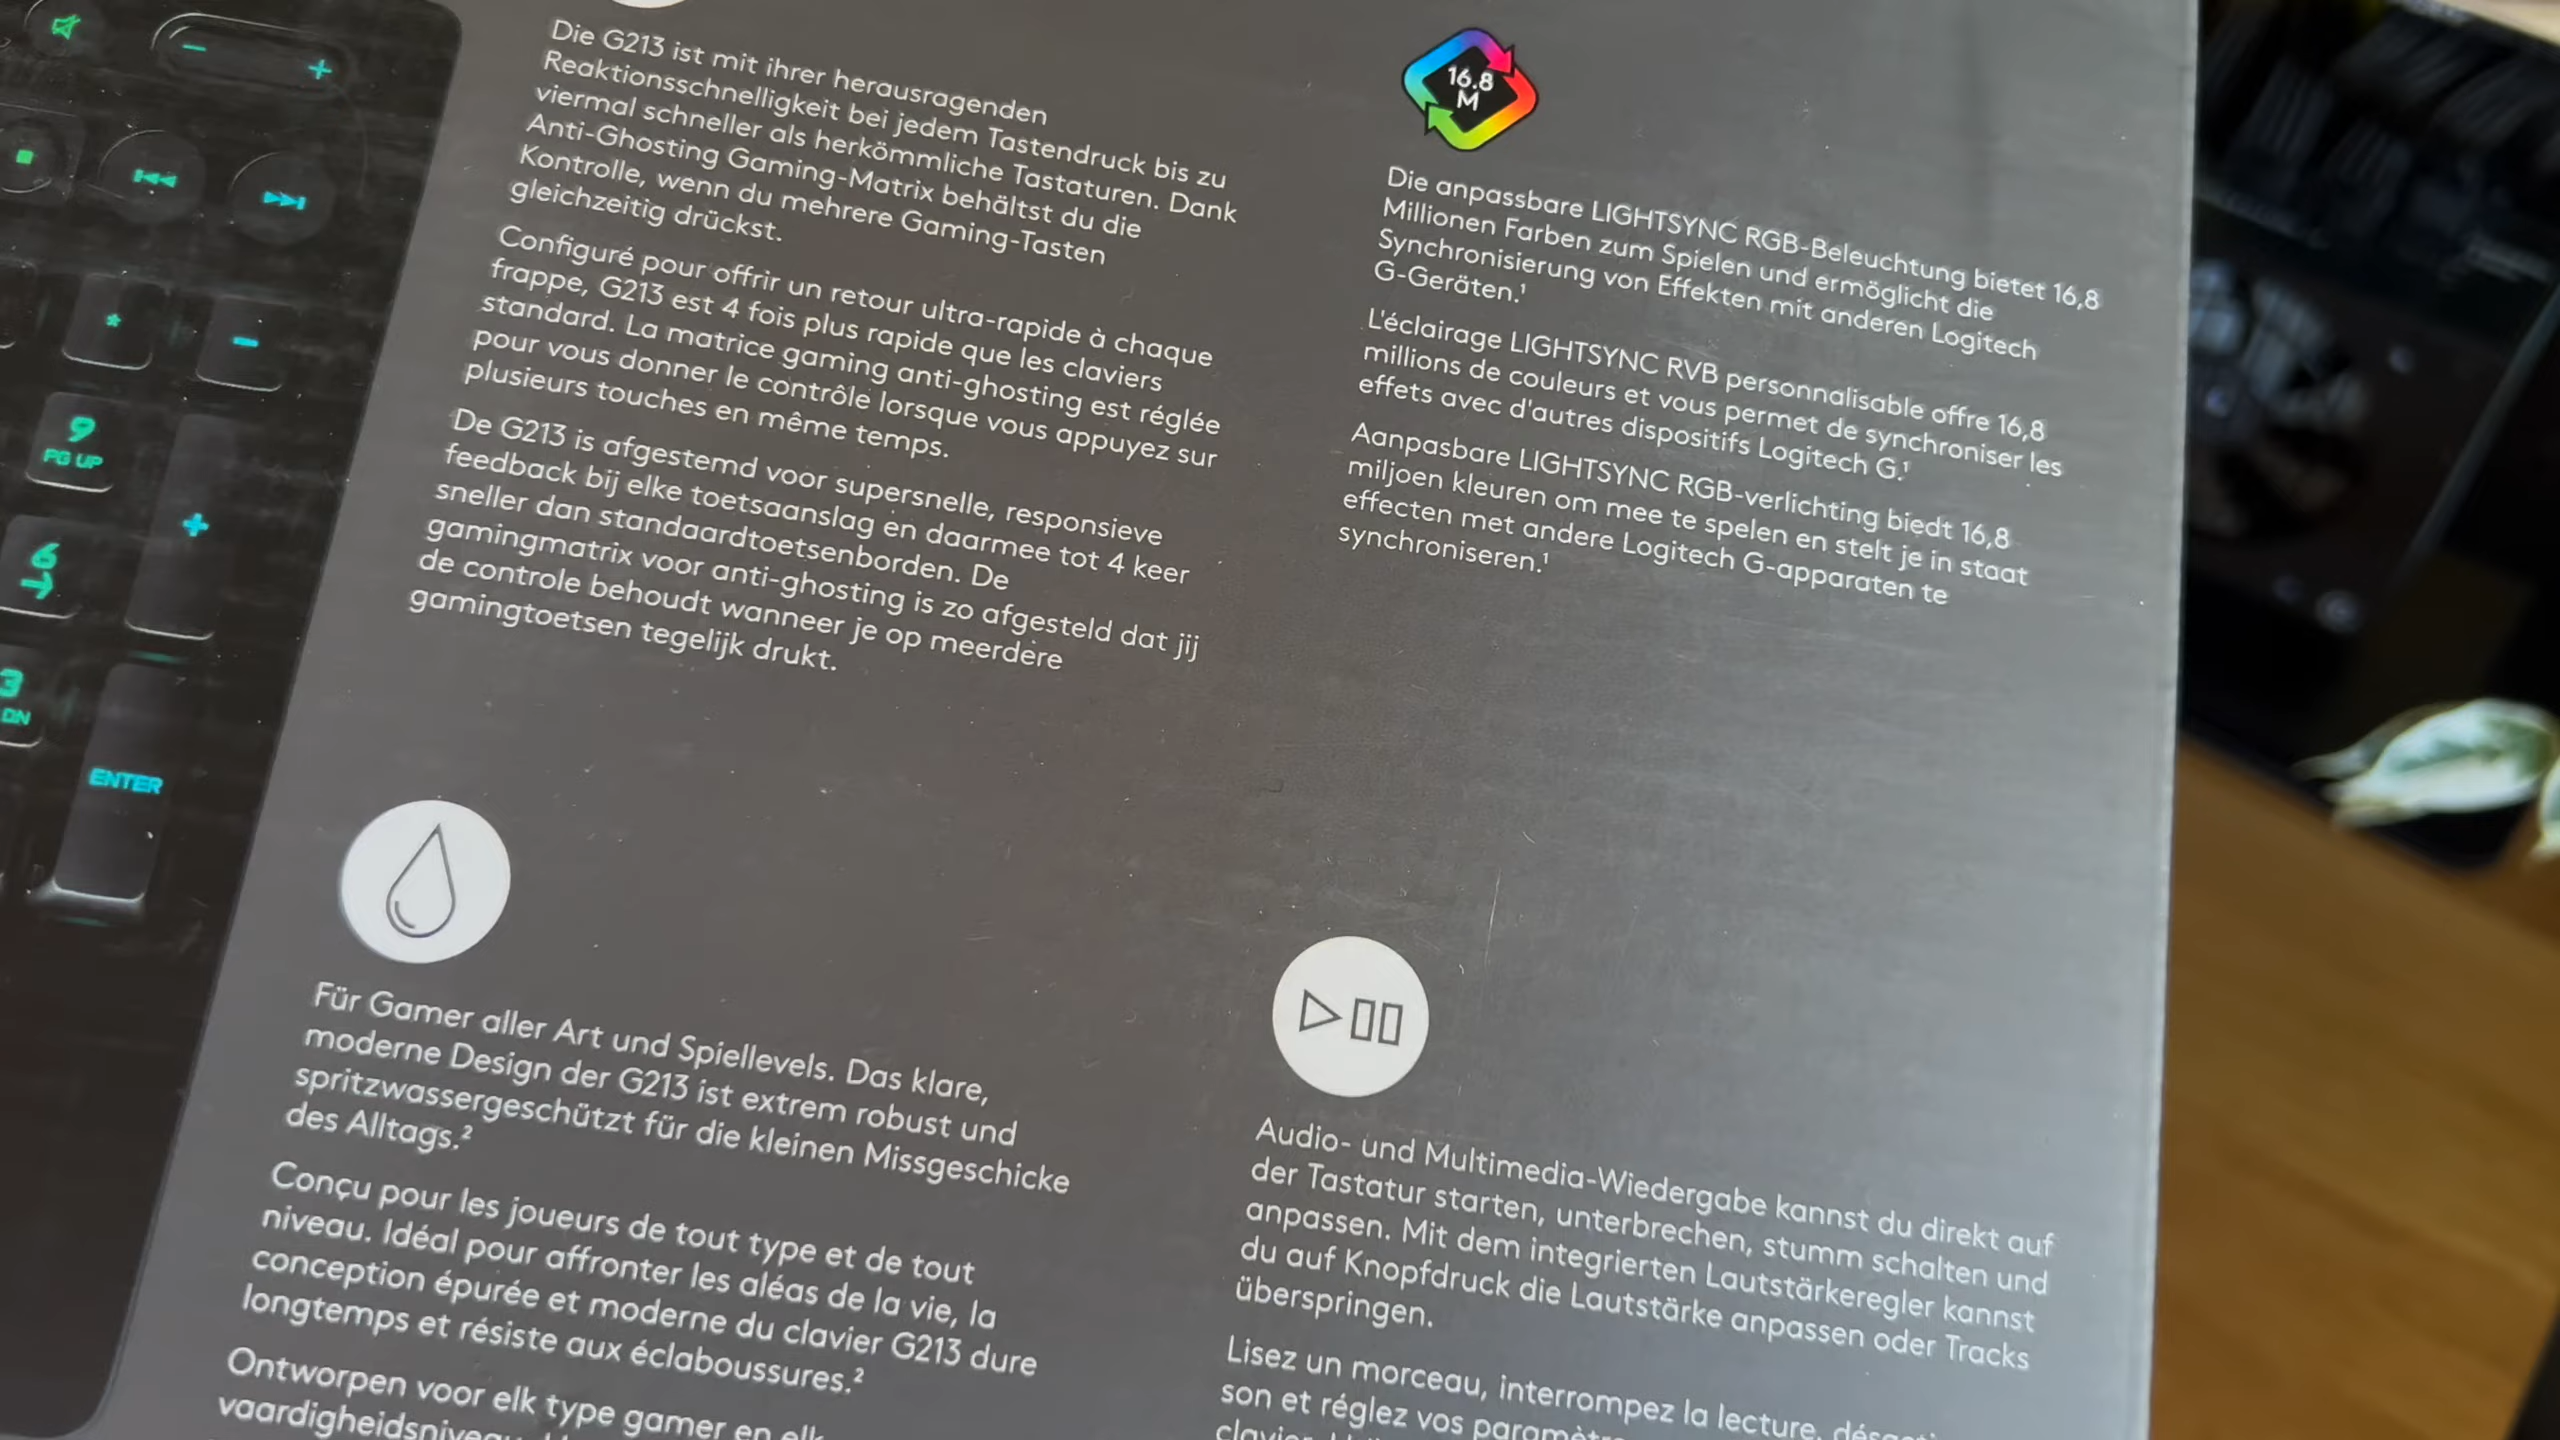 *
-
9
PG UP
+
6
3
DN
ENTER
Die G213 ist mit ihrer herausragenden
Reaktionsschnelligkeit bei jedem Tastendruck bis zu
viermal schneller als herkömmliche Tastaturen. Dank
Anti-Ghosting Gaming-Matrix behältst du die
Kontrolle, wenn du mehrere Gaming-Tasten
gleichzeitig drückst.
Configuré pour offrir un retour ultra-rapide à chaque
frappe, G213 est 4 fois plus rapide que les claviers
standard. La matrice gaming anti-ghosting est réglée
pour vous donner le contrôle lorsque vous appuyez sur
plusieurs touches en même temps.
De G213 is afgestemd voor supersnelle, responsieve
feedback bij elke toetsaanslag en daarmee tot 4 keer
sneller dan standaardtoetsenborden. De
gamingmatrix voor anti-ghosting is zo afgesteld dat jij
de controle behoudt wanneer je op meerdere
gamingtoetsen tegelijk drukt.
16.8
M
Die anpassbare LIGHTSYNC RGB-Beleuchtung bietet 16,8
Millionen Farben zum Spielen und ermöglicht die
Synchronisierung von Effekten mit anderen Logitech
G-Geräten.¹
L'éclairage LIGHTSYNC RVB personnalisable offre 16,8
millions de couleurs et vous permet de synchroniser les
effets avec d'autres dispositifs Logitech G.¹
Aanpasbare LIGHTSYNC RGB-verlichting biedt 16,8
miljoen kleuren om mee te spelen en stelt je in staat
effecten met andere Logitech G-apparaten te
synchroniseren.¹
Für Gamer aller Art und Spiellevels. Das klare,
moderne Design der G213 ist extrem robust und
spritzwassergeschützt für die kleinen Missgeschicke
des Alltags.²
Conçu pour les joueurs de tout type et de tout
niveau. Idéal pour affronter les aléas de la vie, la
conception épurée et moderne du clavier G213 dure
longtemps et résiste aux éclaboussures.²
Ontworpen voor elk type gamer en elk
Audio- und Multimedia-Wiedergabe kannst du direkt auf
der Tastatur starten, unterbrechen, stumm schalten und
anpassen. Mit dem integrierten Lautstärkeregler kannst
du auf Knopfdruck die Lautstärke anpassen oder Tracks
überspringen.
Lisez un morceau, interrompez la lecture,
son et réglez vos